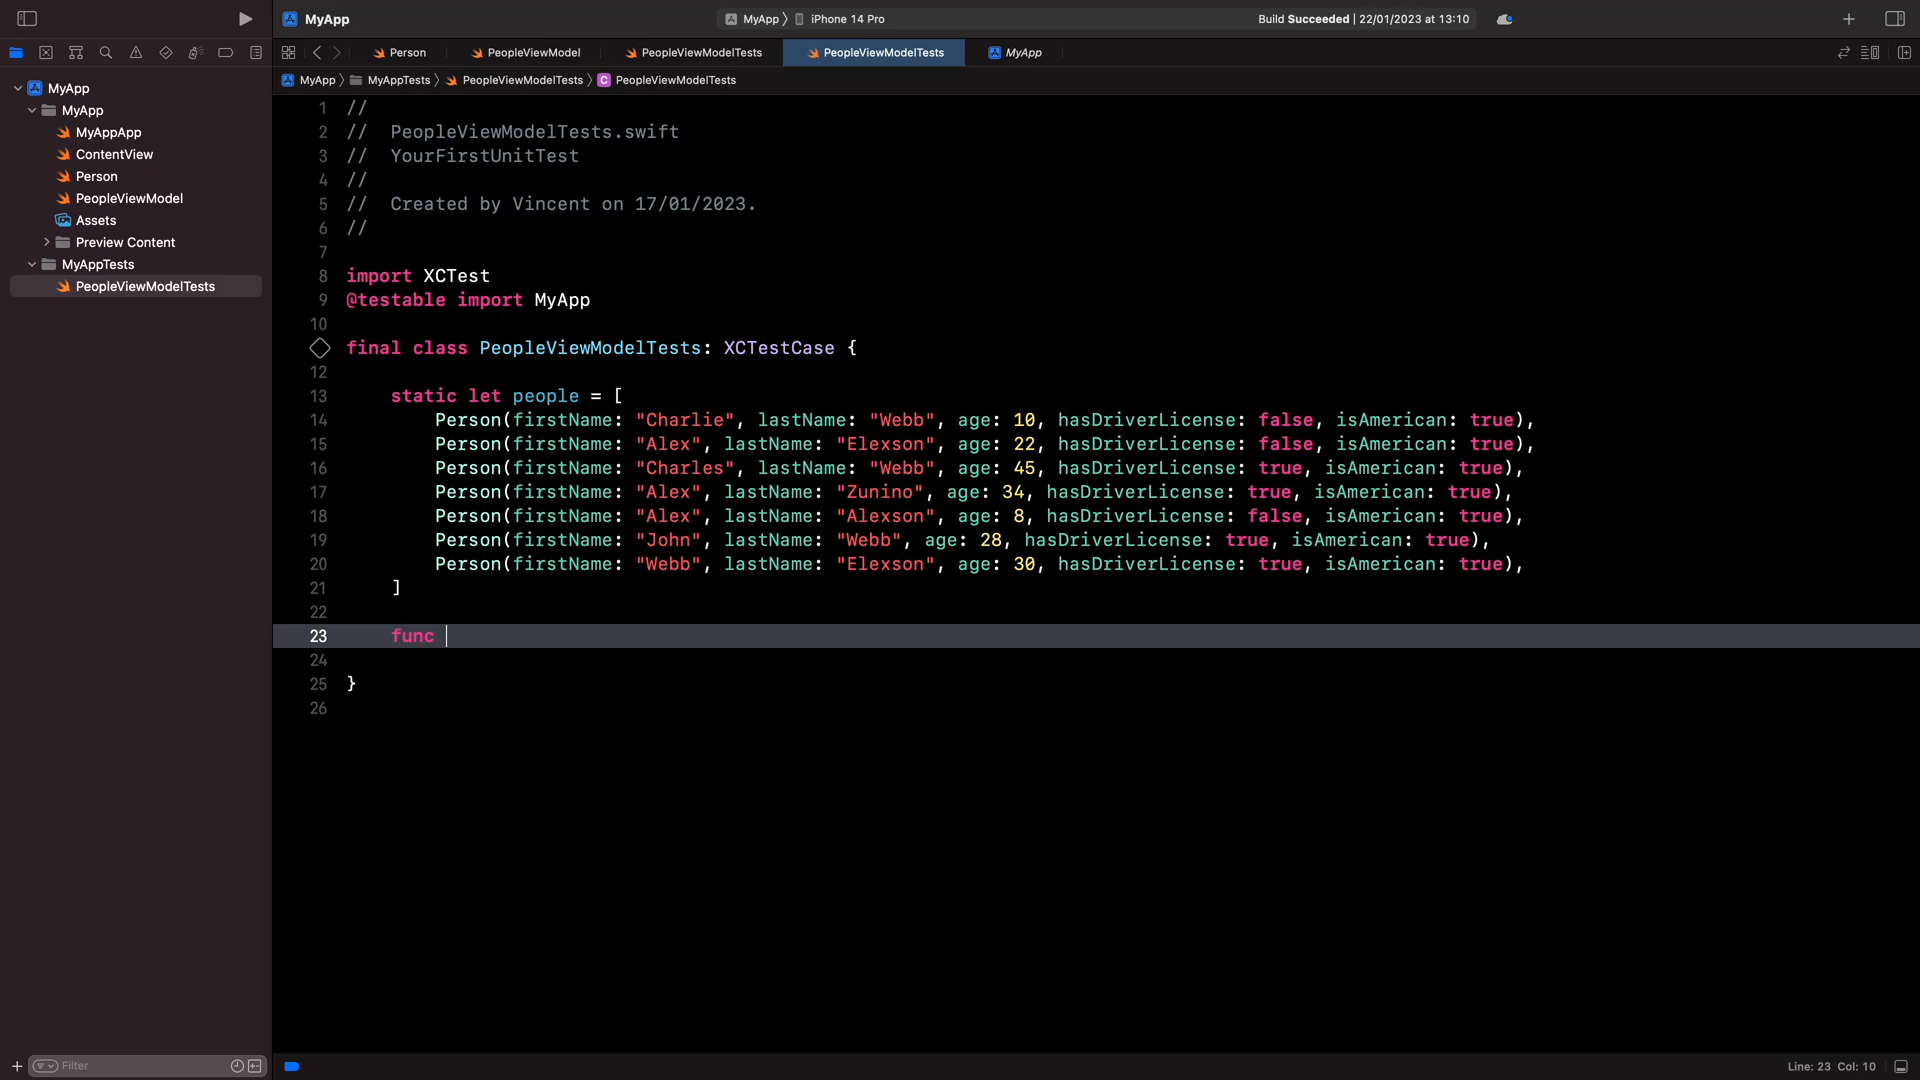 MyApp
MyApp 〉 iPhone 14 Pro
Build Succeeded | 22/01/2023 at 13:10
Person
PeopleViewModel
PeopleViewModelTests
PeopleViewModelTests
MyApp
MyApp 〉 MyAppTests 〉 PeopleViewModelTests 〉 C PeopleViewModelTests
MyApp
MyApp
MyAppApp
ContentView
Person
PeopleViewModel
Assets
Preview Content
MyAppTests
PeopleViewModelTests
1 //
2 //  PeopleViewModelTests.swift
3 //  YourFirstUnitTest
4 //
5 //  Created by Vincent on 17/01/2023.
6 //
7
8 import XCTest
9 @testable import MyApp
10
final class PeopleViewModelTests: XCTestCase {
12
13     static let people = [
14         Person(firstName: "Charlie", lastName: "Webb", age: 10, hasDriverLicense: false, isAmerican: true),
15         Person(firstName: "Alex", lastName: "Elexson", age: 22, hasDriverLicense: false, isAmerican: true),
16         Person(firstName: "Charles", lastName: "Webb", age: 45, hasDriverLicense: true, isAmerican: true),
17         Person(firstName: "Alex", lastName: "Zunino", age: 34, hasDriverLicense: true, isAmerican: true),
18         Person(firstName: "Alex", lastName: "Alexson", age: 8, hasDriverLicense: false, isAmerican: true),
19         Person(firstName: "John", lastName: "Webb", age: 28, hasDriverLicense: true, isAmerican: true),
20         Person(firstName: "Webb", lastName: "Elexson", age: 30, hasDriverLicense: true, isAmerican: true),
21     ]
22
23     func
24
25 }
26
Filter
Line: 23 Col: 10